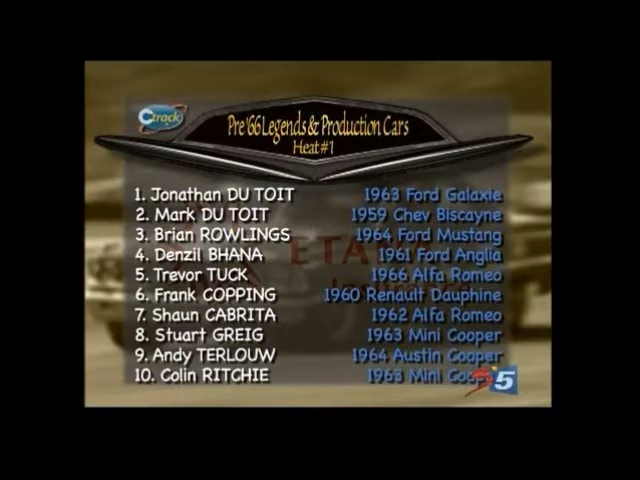 Ctrack
Pre '66 Legends & Production Cars
Heat #1
1. Jonathan DU TOIT 1963 Ford Galaxie
2. Mark DU TOIT 1959 Chev Biscayne
3. Brian ROWLINGS 1964 Ford Mustang
4. Denzil BHANA 1961 Ford Anglia
5. Trevor TUCK 1966 Alfa Romeo
6. Frank COPPING 1960 Renault Dauphine
7. Shaun CABRITA 1962 Alfa Romeo
8. Stuart GREIG 1963 Mini Cooper
9. Andy TERLOUW 1964 Austin Cooper
10. Colin RITCHIE 1963 Mini
5